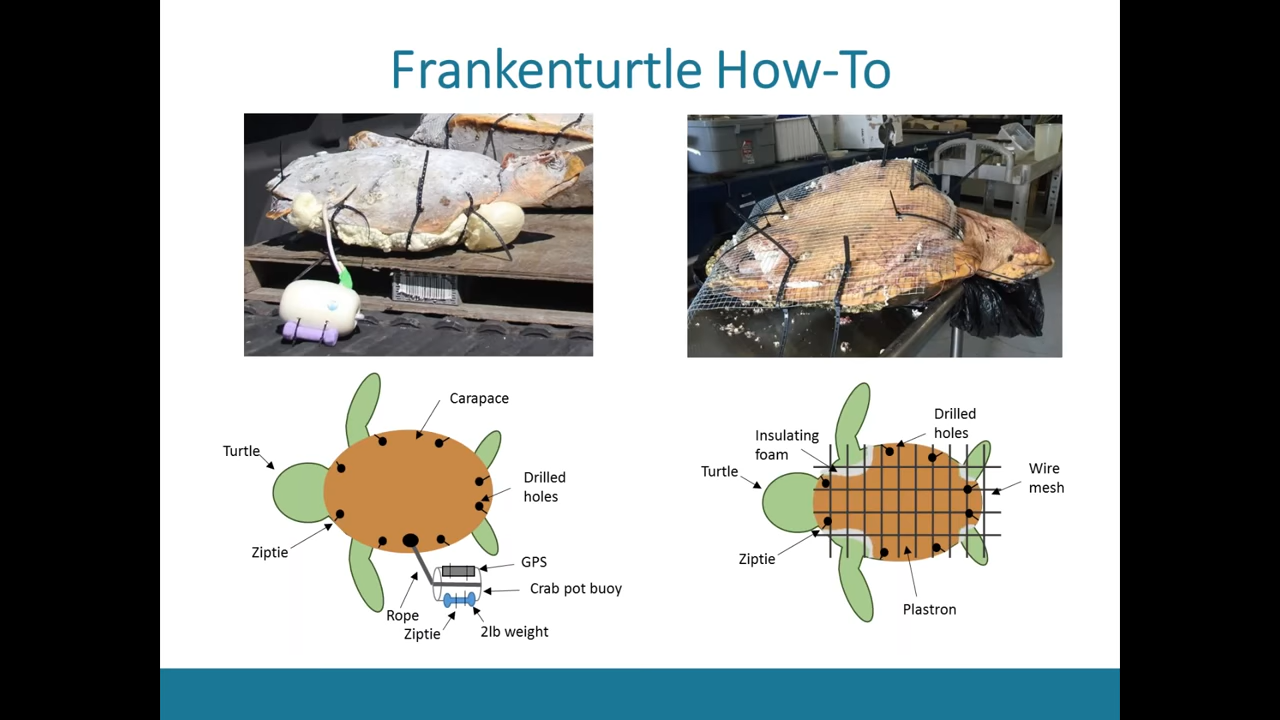 Frankenturtle How-To
Carapace
Turtle
Drilled
holes
Ziptie
GPS
Crab pot buoy
Rope
Ziptie
2lb weight
Drilled
holes
Insulating
foam
Turtle
Wire
mesh
Ziptie
Plastron